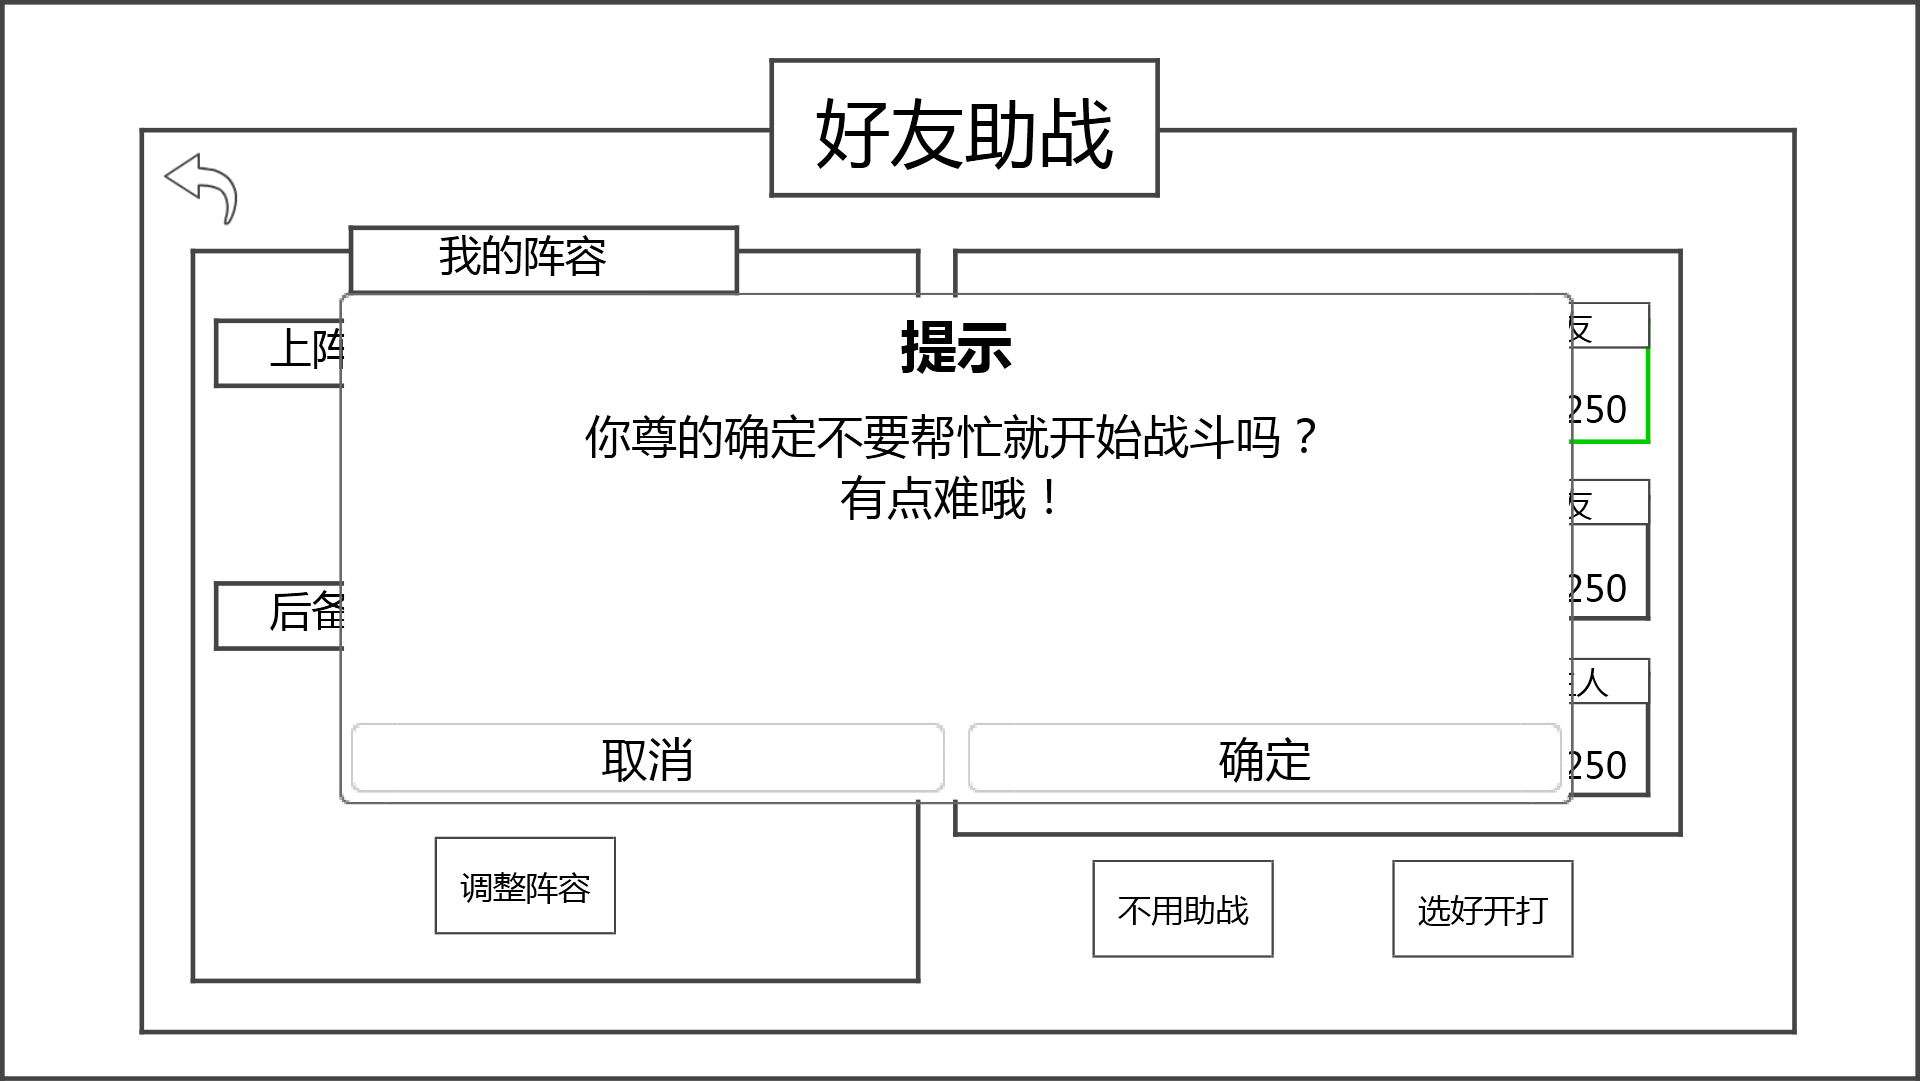 好友助战
我的阵容
提示
上阵
友
250
你尊的确定不要帮忙就开始战斗吗？
有点难哦！
友
250
后备
人
250
取消
确定
调整阵容
不用助战
选好开打